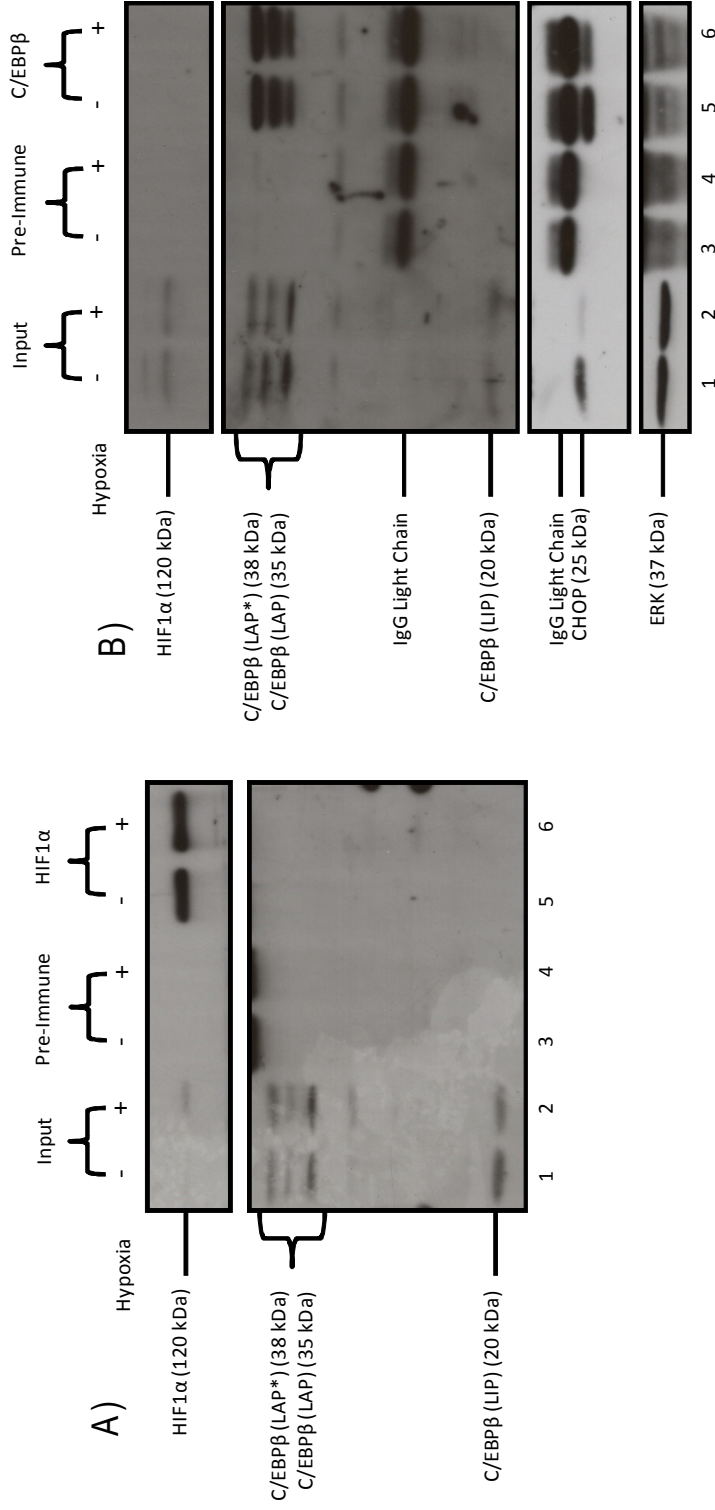 A)
Input
Pre-Immune
HIF1α
Hypoxia
- + - + - +
HIF1α (120 kDa)
C/EBPβ (LAP*) (38 kDa)
C/EBPβ (LAP) (35 kDa)
C/EBPβ (LIP) (20 kDa)
1 2 3 4 5 6
B)
Input
Pre-Immune
C/EBPβ
Hypoxia
- + - + - +
HIF1α (120 kDa)
C/EBPβ (LAP*) (38 kDa)
C/EBPβ (LAP) (35 kDa)
IgG Light Chain
C/EBPβ (LIP) (20 kDa)
IgG Light Chain
CHOP (25 kDa)
ERK (37 kDa)
1 2 3 4 5 6